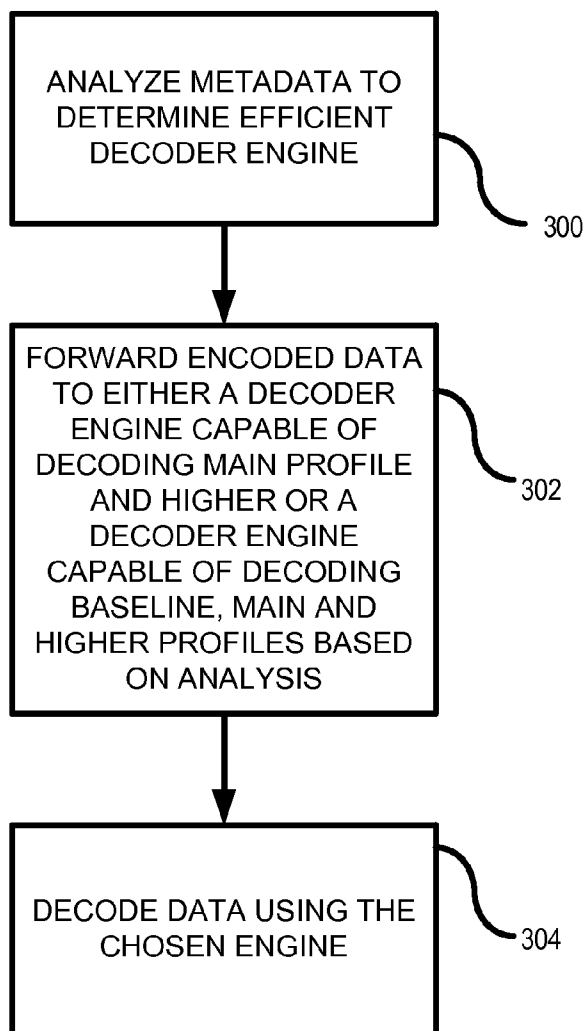 ANALYZE METADATA TO
DETERMINE EFFICIENT
DECODER ENGINE
300
FORWARD ENCODED DATA
TO EITHER A DECODER
ENGINE CAPABLE OF
DECODING MAIN PROFILE
AND HIGHER OR A
DECODER ENGINE
CAPABLE OF DECODING
BASELINE, MAIN AND
HIGHER PROFILES BASED
ON ANALYSIS
302
DECODE DATA USING THE
CHOSEN ENGINE
304